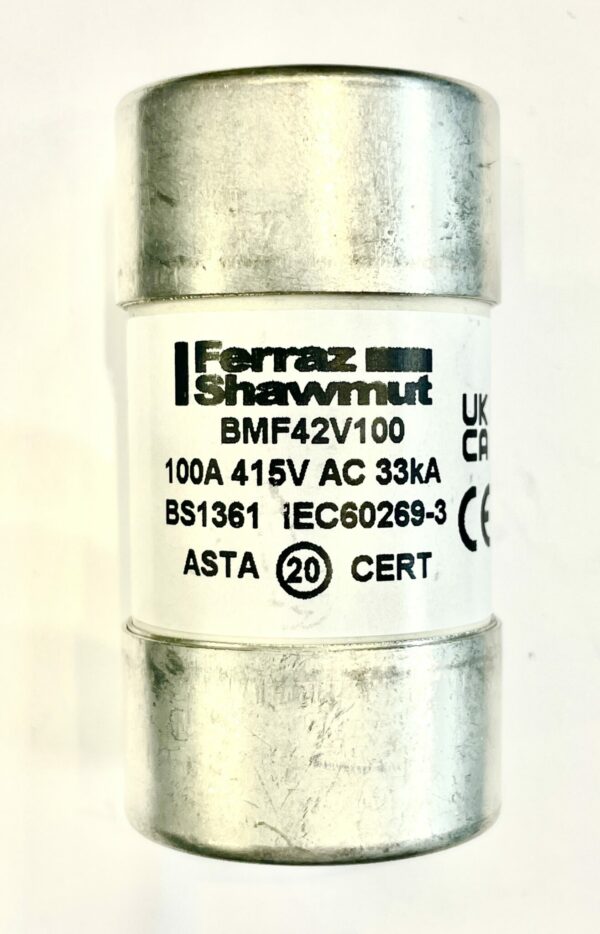 Ferraz
Shawmut
BMF42V100
100A 415V AC 33kA
BS1361 IEC60269-3
ASTA 20 CERT
UK
CA
CE